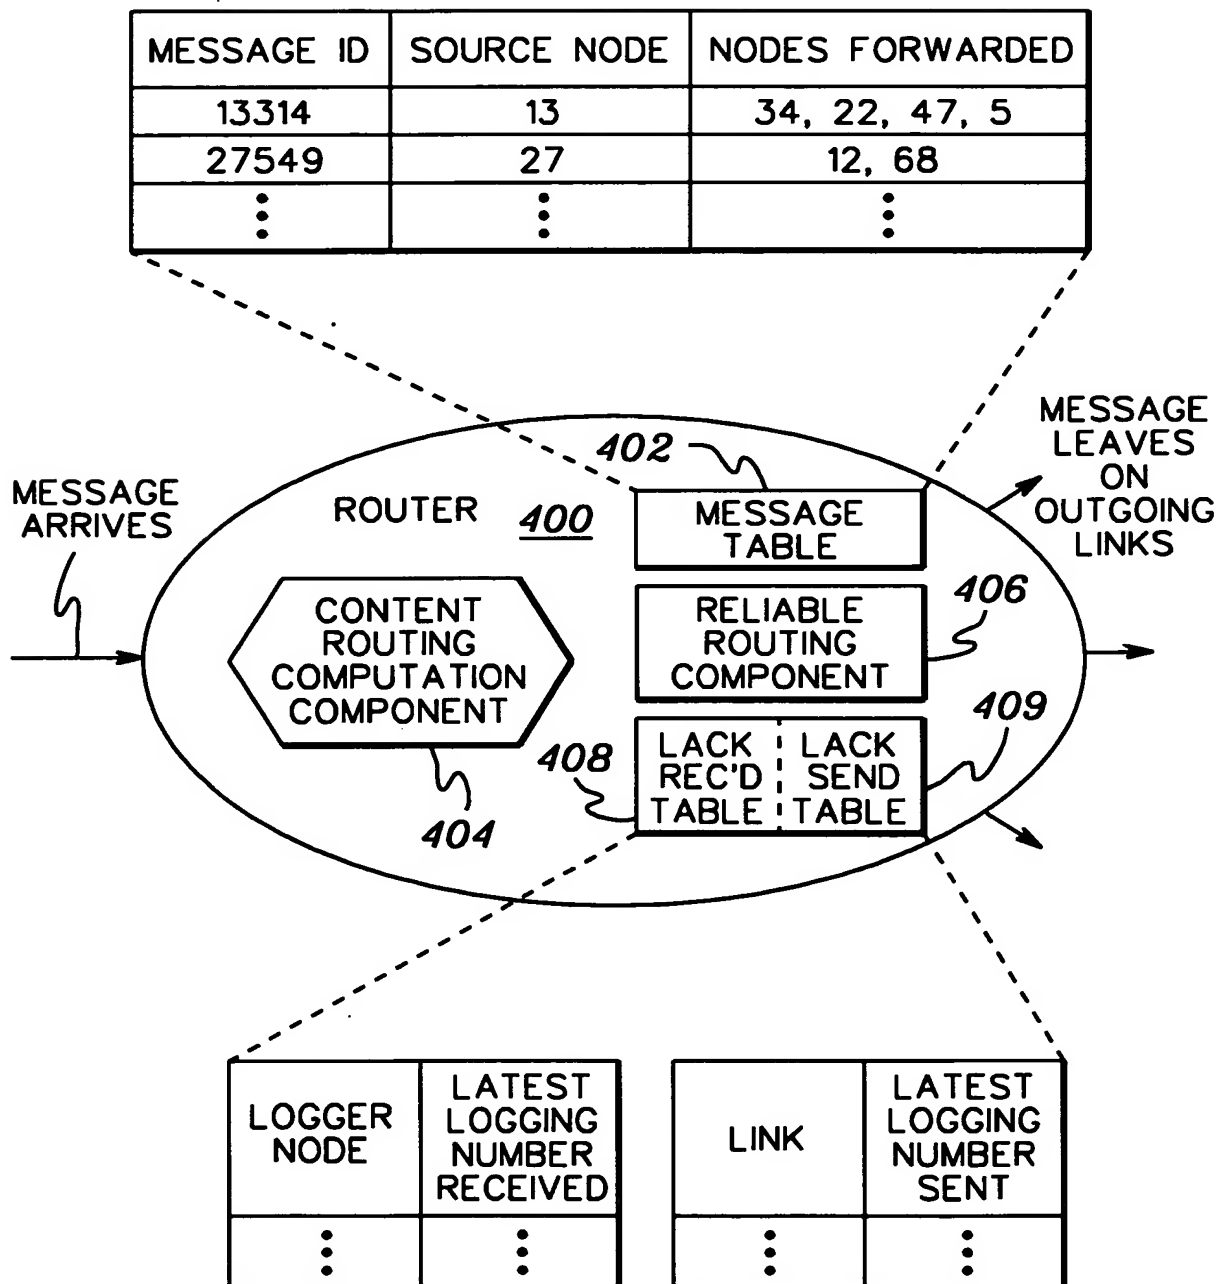 MESSAGE ID SOURCE NODE NODES FORWARDED
13314 13 34, 22, 47, 5
27549 27 12, 68
MESSAGE
ARRIVES
ROUTER 400
402
MESSAGE
TABLE
MESSAGE
LEAVES
ON
OUTGOING
LINKS
CONTENT
ROUTING
COMPUTATION
COMPONENT
404
RELIABLE
ROUTING
COMPONENT
406
408
LACK
REC'D
TABLE
LACK
SEND
TABLE
409
LOGGER
NODE
LATEST
LOGGING
NUMBER
RECEIVED
LINK
LATEST
LOGGING
NUMBER
SENT